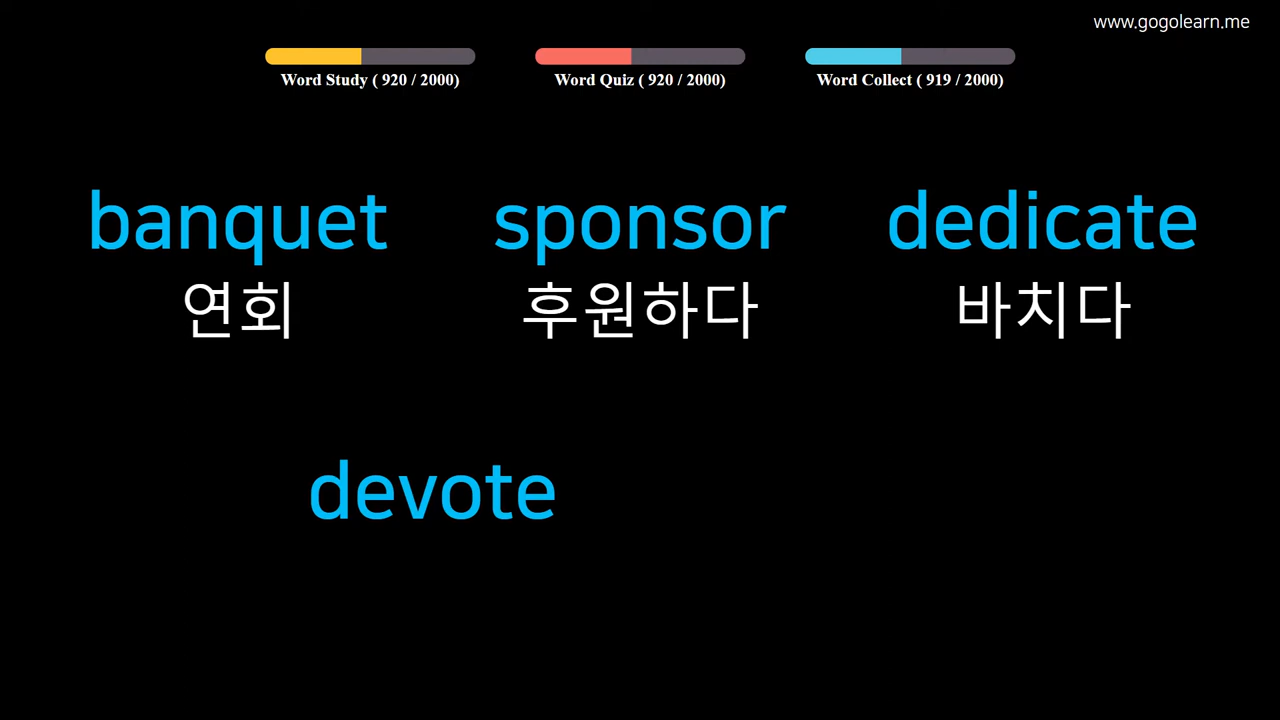 www.gogolearn.me
Word Study ( 920 / 2000) Word Quiz ( 920 / 2000) Word Collect ( 919 / 2000)
banquet sponsor dedicate
연회 후원하다 바치다
devote